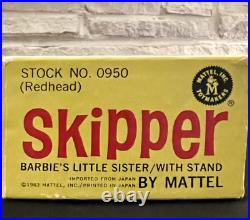 STOCK NO. 0950
(Redhead)
MATTEL, INC.
M
TOYMAKERS
Skipper
BARBIE'S LITTLE SISTER/WITH STAND
IMPORTED FROM JAPAN
©1963 MATTEL, INC./PRINTED IN JAPAN
BY MATTEL